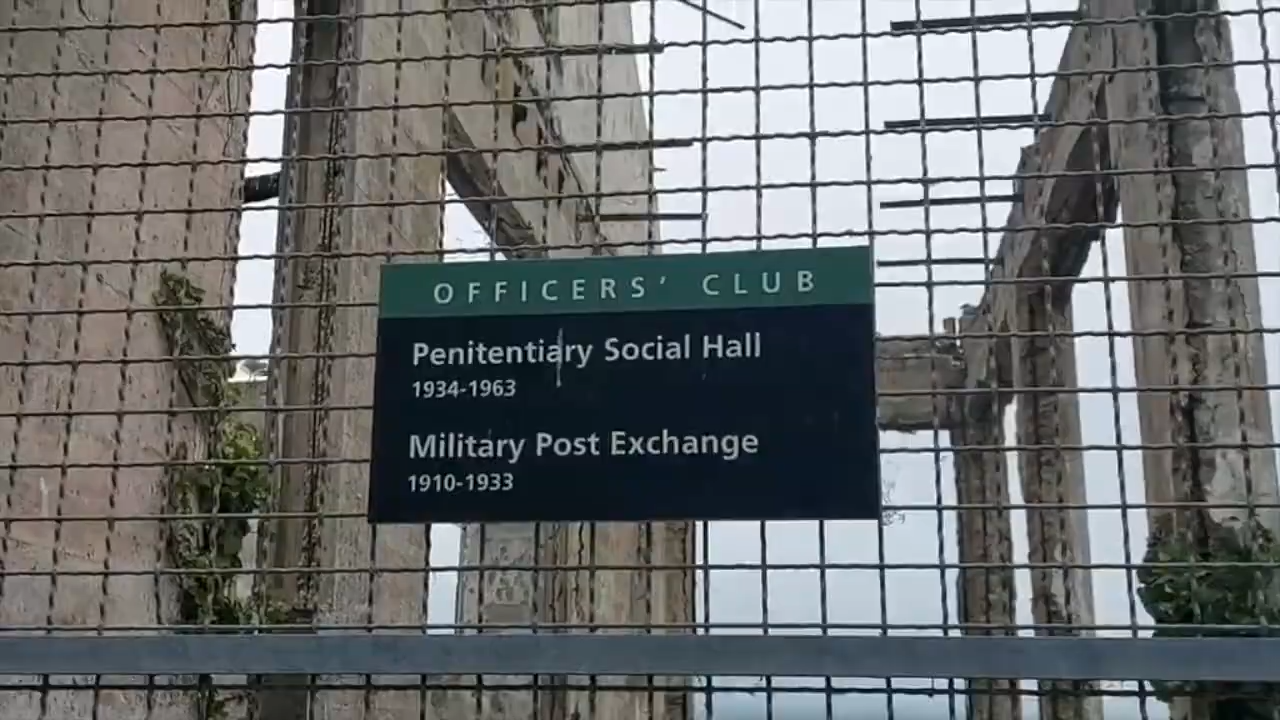 OFFICERS' CLUB
Penitentiary Social Hall
1934-1963
Military Post Exchange
1910-1933